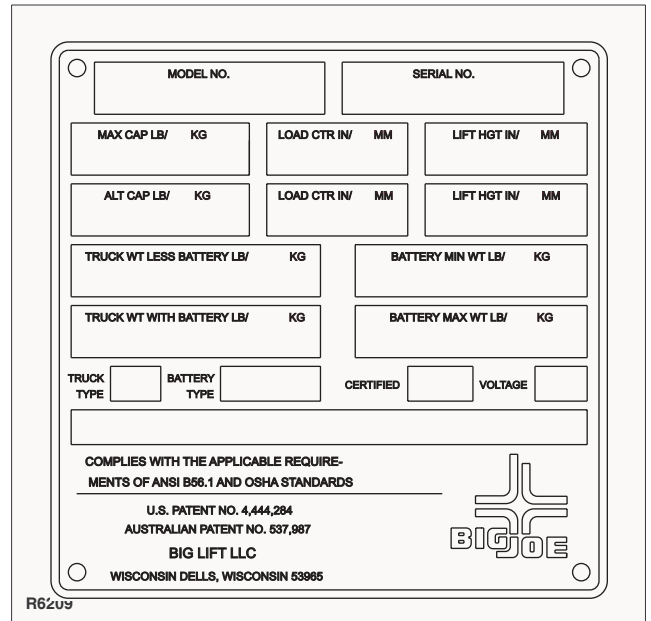 MODEL NO. SERIAL NO.
MAX CAP LB/ KG LOAD CTR IN/ MM LIFT HGT IN/ MM
ALT CAP LB/ KG LOAD CTR IN/ MM LIFT HGT IN/ MM
TRUCK WT LESS BATTERY LB/ KG BATTERY MIN WT LB/ KG
TRUCK WT WITH BATTERY LB/ KG BATTERY MAX WT LB/ KG
TRUCK TYPE BATTERY TYPE CERTIFIED VOLTAGE
COMPLIES WITH THE APPLICABLE REQUIRE-
MENTS OF ANSI B56.1 AND OSHA STANDARDS
U.S. PATENT NO. 4,444,284
AUSTRALIAN PATENT NO. 537,987
BIG JOE
BIG LIFT LLC
WISCONSIN DELLS, WISCONSIN 53965
R6209